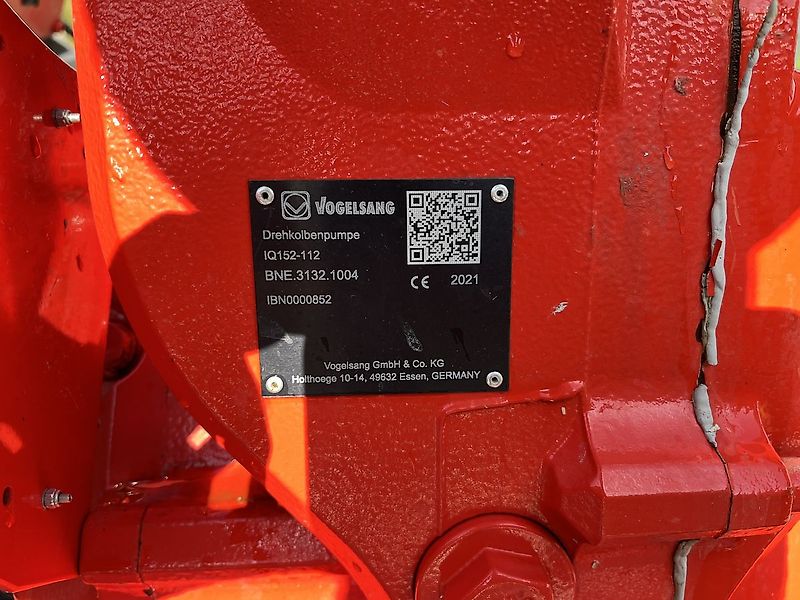 VOGELSANG
Drehkolbenpumpe
IQ152-112
BNE.3132.1004
CE 2021
IBN0000852
Vogelsang GmbH & Co. KG
Holthoege 10-14, 49632 Essen, GERMANY